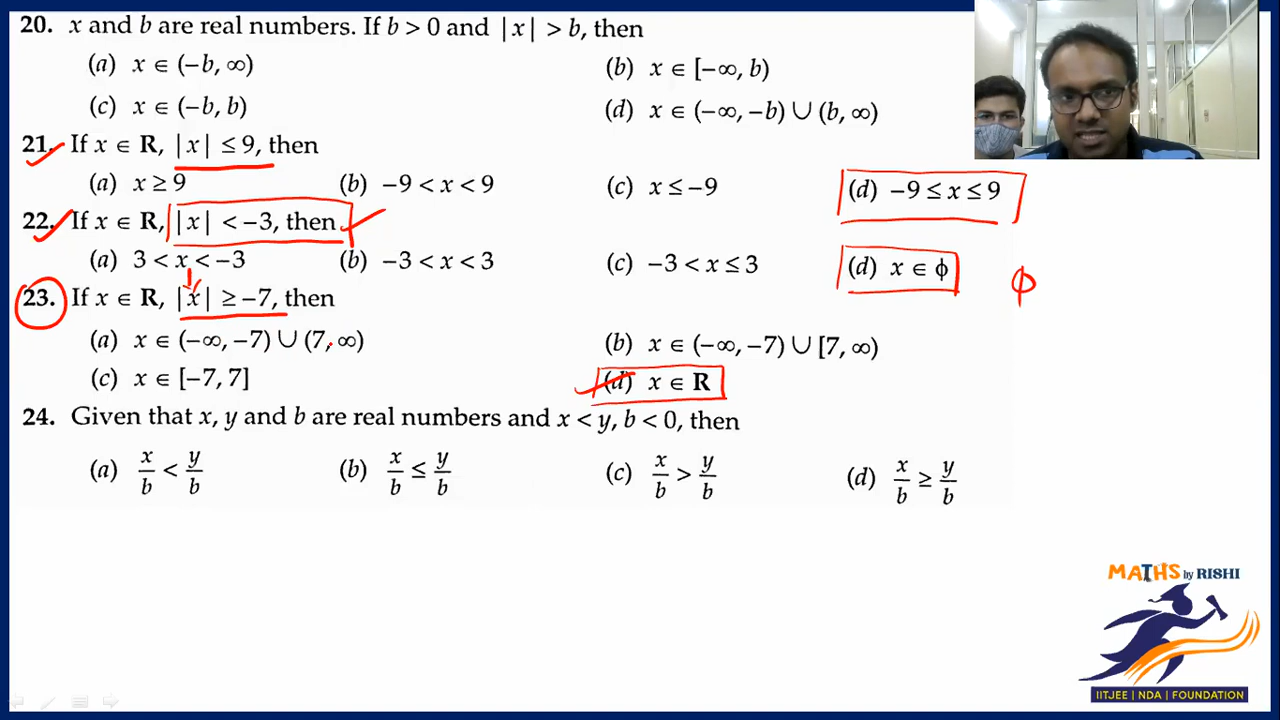 20. x and b are real numbers. If b > 0 and |x| > b, then
(a) x ∈ (−b, ∞) (b) x ∈ [−∞, b)
(c) x ∈ (−b, b) (d) x ∈ (−∞, −b) ∪ (b, ∞)
21. If x ∈ R, |x| ≤ 9, then
(a) x ≥ 9 (b) −9 < x < 9 (c) x ≤ −9 (d) −9 ≤ x ≤ 9
22. If x ∈ R, |x| < −3, then
(a) 3 < x < −3 (b) −3 < x < 3 (c) −3 < x ≤ 3 (d) x ∈ ϕ ϕ
23. If x ∈ R, |x| ≥ −7, then
(a) x ∈ (−∞, −7) ∪ (7, ∞) (b) x ∈ (−∞, −7) ∪ [7, ∞)
(c) x ∈ [−7, 7] (d) x ∈ R
24. Given that x, y and b are real numbers and x < y, b < 0, then
(a) x/b < y/b (b) x/b ≤ y/b (c) x/b > y/b (d) x/b ≥ y/b
MATHS by RISHI
IITJEE | NDA | FOUNDATION